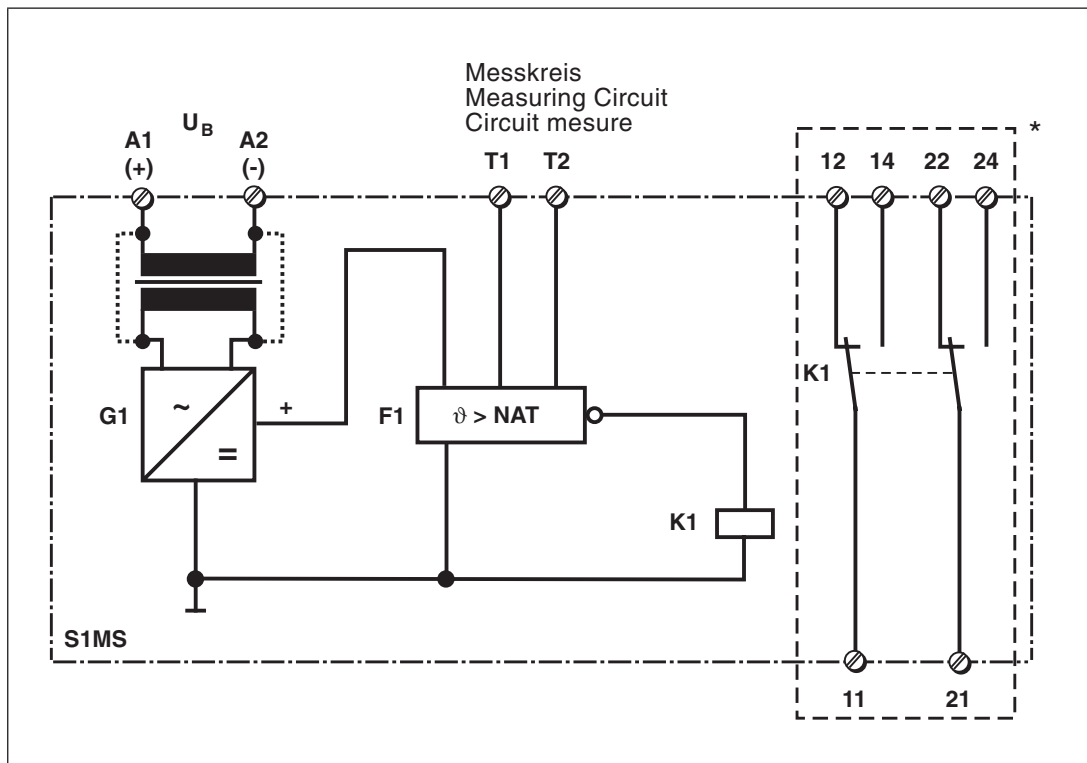 Messkreis
Measuring Circuit
Circuit mesure
U_B
A1
(+)
A2
(-)
T1
T2
12
14
22
24
*
G1
~
=
+
F1
ϑ > NAT
K1
K1
S1MS
11
21